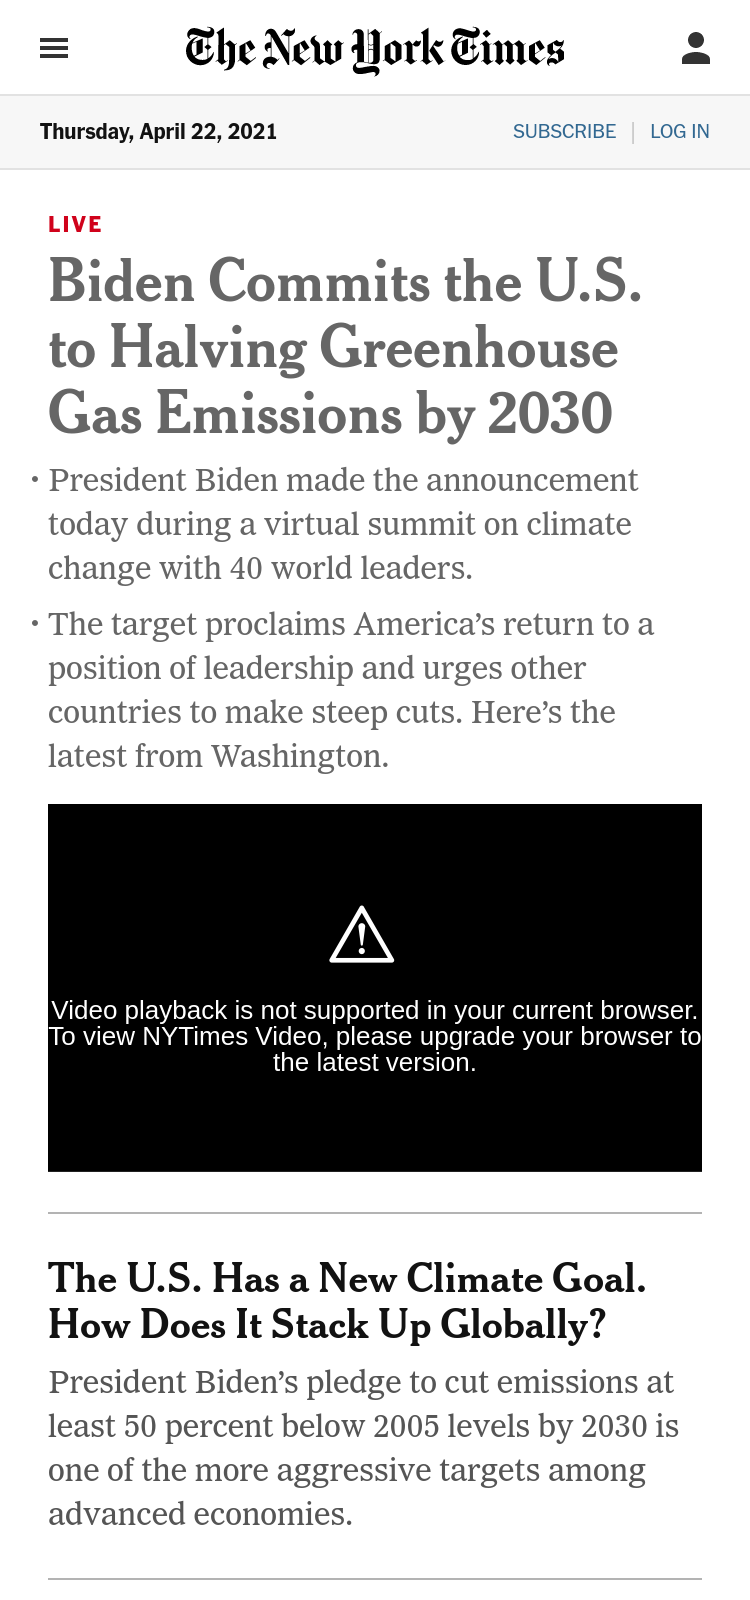 The New York Times
Thursday, April 22, 2021
SUBSCRIBE | LOG IN
LIVE
Biden Commits the U.S.
to Halving Greenhouse
Gas Emissions by 2030
• President Biden made the announcement
today during a virtual summit on climate
change with 40 world leaders.
• The target proclaims America’s return to a
position of leadership and urges other
countries to make steep cuts. Here’s the
latest from Washington.
Video playback is not supported in your current browser.
To view NYTimes Video, please upgrade your browser to
the latest version.
The U.S. Has a New Climate Goal.
How Does It Stack Up Globally?
President Biden’s pledge to cut emissions at
least 50 percent below 2005 levels by 2030 is
one of the more aggressive targets among
advanced economies.